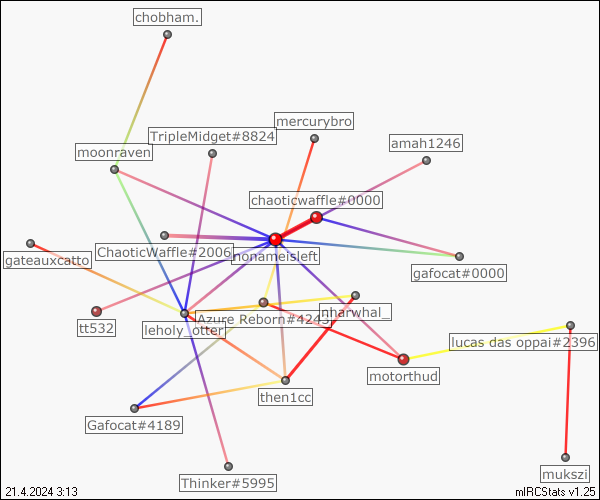 chobham.
mercurybro
TripleMidget#8824
amah1246
moonraven
chaoticwaffle#0000
ChaoticWaffle#2006
nonameisleft
gateauxcatto
gafocat#0000
nharwhal_
Azure Reborn#4243
tt532
leholy_otter
lucas das oppai#2396
motorthud
then1cc
Gafocat#4189
mukszi
Thinker#5995
21.4.2024 3:13
mIRCStats v1.25